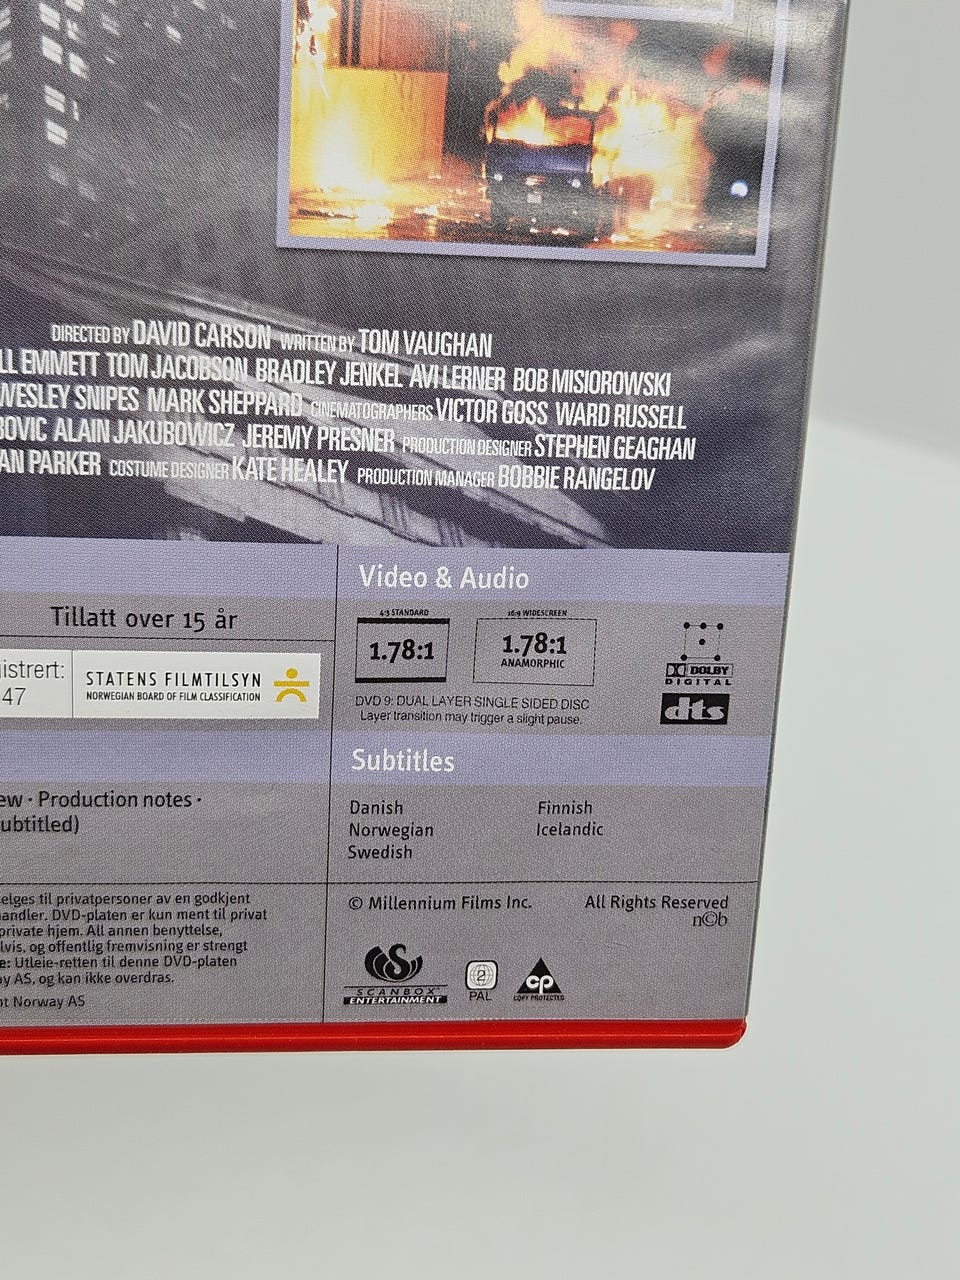 DIRECTED BY DAVID CARSON WRITTEN BY TOM VAUGHAN
LL EMMETT TOM JACOBSON BRADLEY JENKEL AVI LERNER BOB MISIOROWSKI
WESLEY SNIPES MARK SHEPPARD CINEMATOGRAPHERS VICTOR GOSS WARD RUSSELL
BOVIC ALAIN JAKUBOWICZ JEREMY PRESNER PRODUCTION DESIGNER STEPHEN GEAGHAN
AN PARKER COSTUME DESIGNER KATE HEALEY PRODUCTION MANAGER BOBBIE RANGELOV
Tillatt over 15 år
gistrert:
47
STATENS FILMTILSYN
NORWEGIAN BOARD OF FILM CLASSIFICATION
ew · Production notes ·
ubtitled)
elges til privatpersoner av en godkjent
andler. DVD-platen er kun ment til privat
private hjem. All annen benyttelse,
lvis, og offentlig fremvisning er strengt
e: Utleie-retten til denne DVD-platen
ay AS, og kan ikke overdras.
nt Norway AS
Video & Audio
4:3 STANDARD
1.78:1
16:9 WIDESCREEN
1.78:1
ANAMORPHIC
DOLBY
DIGITAL
dts
DVD 9: DUAL LAYER SINGLE SIDED DISC
Layer transition may trigger a slight pause.
Subtitles
Danish
Norwegian
Swedish
Finnish
Icelandic
© Millennium Films Inc.
All Rights Reserved
n©b
SCANBOX
ENTERTAINMENT
2
PAL
cp
COPY PROTECTED